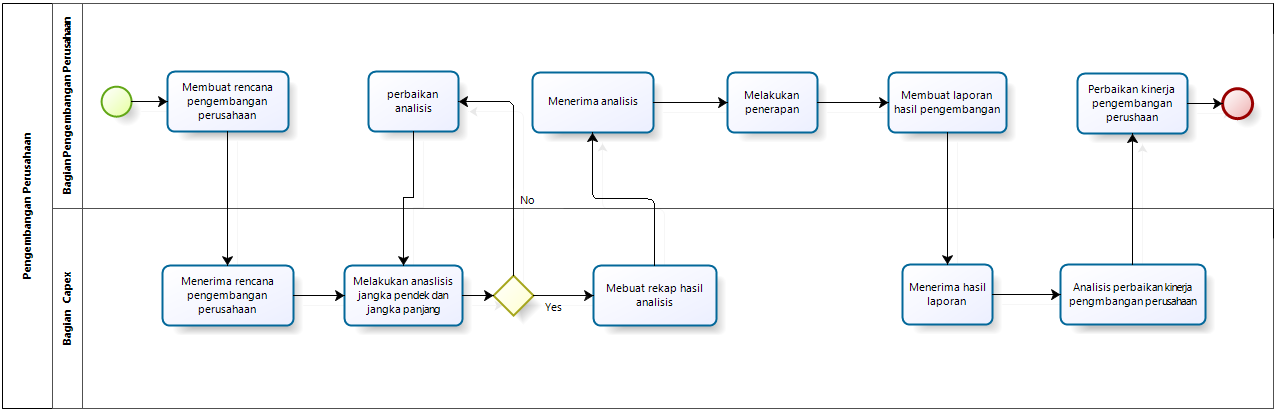 Pengembangan Perusahaan
Bagian Pengembangan Perusahaan
Membuat rencana
pengembangan
perusahaan
perbaikan
analisis
Menerima analisis
Melakukan
penerapan
Membuat laporan
hasil pengembangan
Perbaikan kinerja
pengembangan
perushaan
No
Bagian Capex
Menerima rencana
pengembangan
perusahaan
Melakukan anaslisis
jangka pendek dan
jangka panjang
Yes
Mebuat rekap hasil
analisis
Menerima hasil
laporan
Analisis perbaikan kinerja
pengmbangan perusahaan